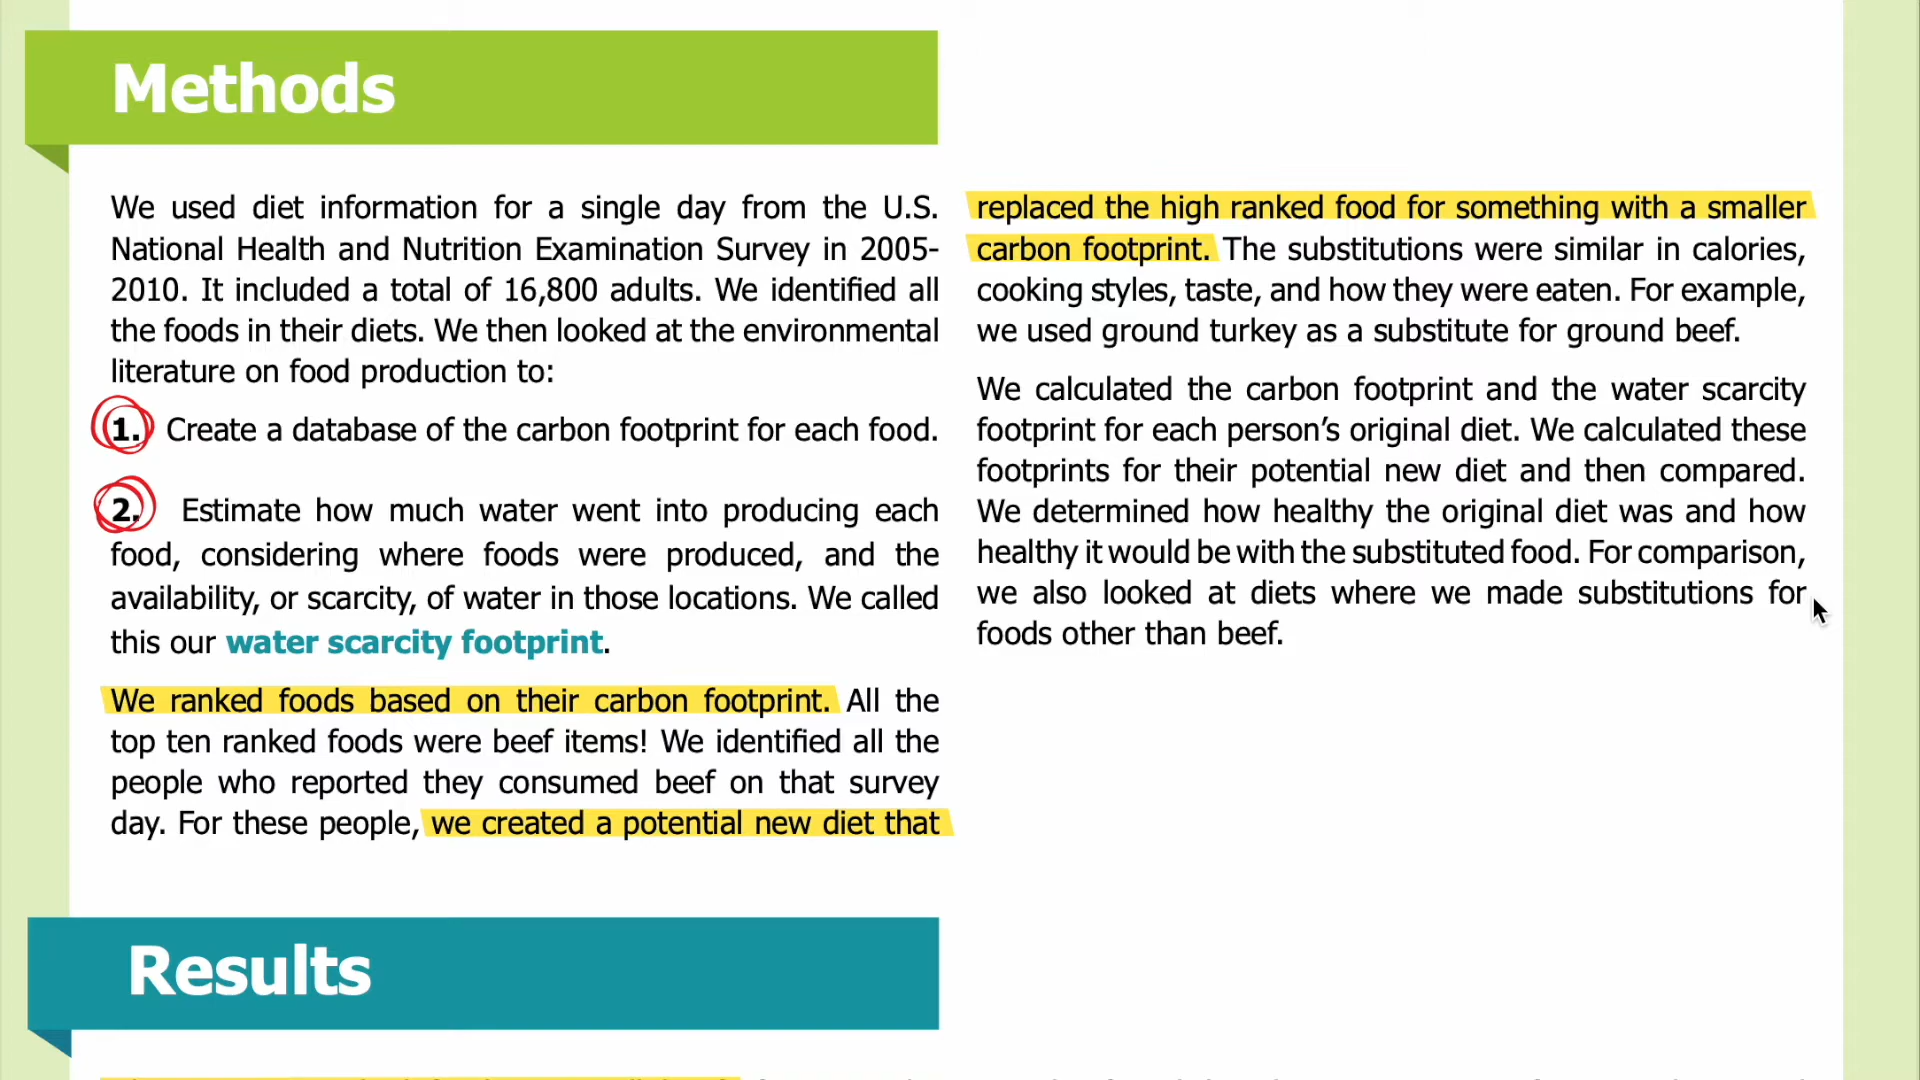 Methods
We used diet information for a single day from the U.S.
National Health and Nutrition Examination Survey in 2005-
2010. It included a total of 16,800 adults. We identified all
the foods in their diets. We then looked at the environmental
literature on food production to:
1. Create a database of the carbon footprint for each food.
2. Estimate how much water went into producing each
food, considering where foods were produced, and the
availability, or scarcity, of water in those locations. We called
this our water scarcity footprint.
We ranked foods based on their carbon footprint. All the
top ten ranked foods were beef items! We identified all the
people who reported they consumed beef on that survey
day. For these people, we created a potential new diet that
replaced the high ranked food for something with a smaller
carbon footprint. The substitutions were similar in calories,
cooking styles, taste, and how they were eaten. For example,
we used ground turkey as a substitute for ground beef.
We calculated the carbon footprint and the water scarcity
footprint for each person’s original diet. We calculated these
footprints for their potential new diet and then compared.
We determined how healthy the original diet was and how
healthy it would be with the substituted food. For comparison,
we also looked at diets where we made substitutions for
foods other than beef.
Results